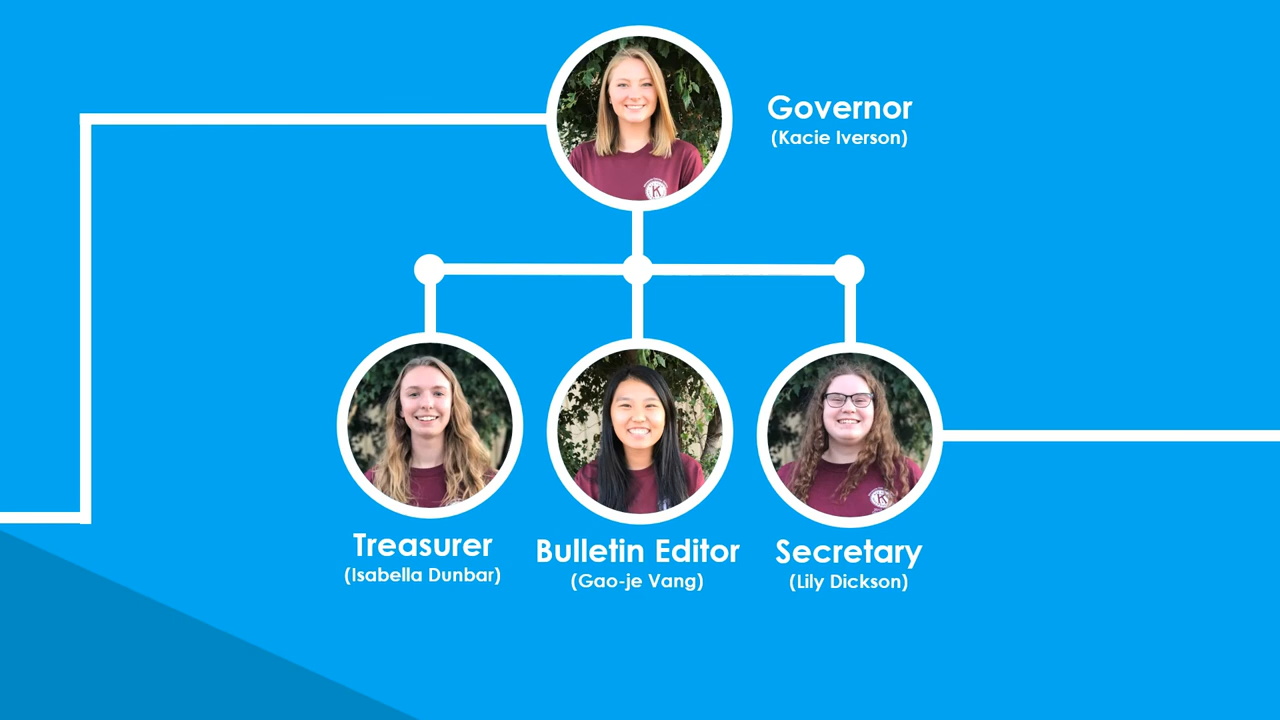 Governor
(Kacie Iverson)
Treasurer
(Isabella Dunbar)
Bulletin Editor
(Gao-je Vang)
Secretary
(Lily Dickson)